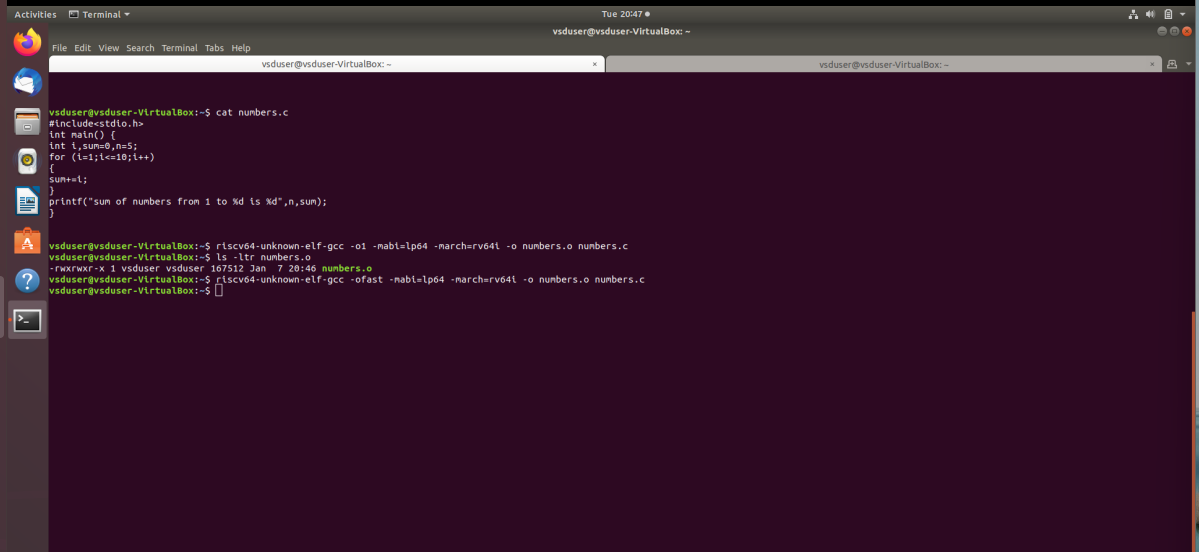 Activities Terminal Tue 20:47
vsduser@vsduser-VirtualBox: ~
File Edit View Search Terminal Tabs Help
vsduser@vsduser-VirtualBox: ~ × vsduser@vsduser-VirtualBox: ~ ×
vsduser@vsduser-VirtualBox:~$ cat numbers.c
#include<stdio.h>
int main() {
int i,sum=0,n=5;
for (i=1;i<=10;i++)
{
sum+=i;
}
printf("sum of numbers from 1 to %d is %d",n,sum);
}
vsduser@vsduser-VirtualBox:~$ riscv64-unknown-elf-gcc -o1 -mabi=lp64 -march=rv64i -o numbers.o numbers.c
vsduser@vsduser-VirtualBox:~$ ls -ltr numbers.o
-rwxrwxr-x 1 vsduser vsduser 167512 Jan  7 20:46 numbers.o
vsduser@vsduser-VirtualBox:~$ riscv64-unknown-elf-gcc -ofast -mabi=lp64 -march=rv64i -o numbers.o numbers.c
vsduser@vsduser-VirtualBox:~$